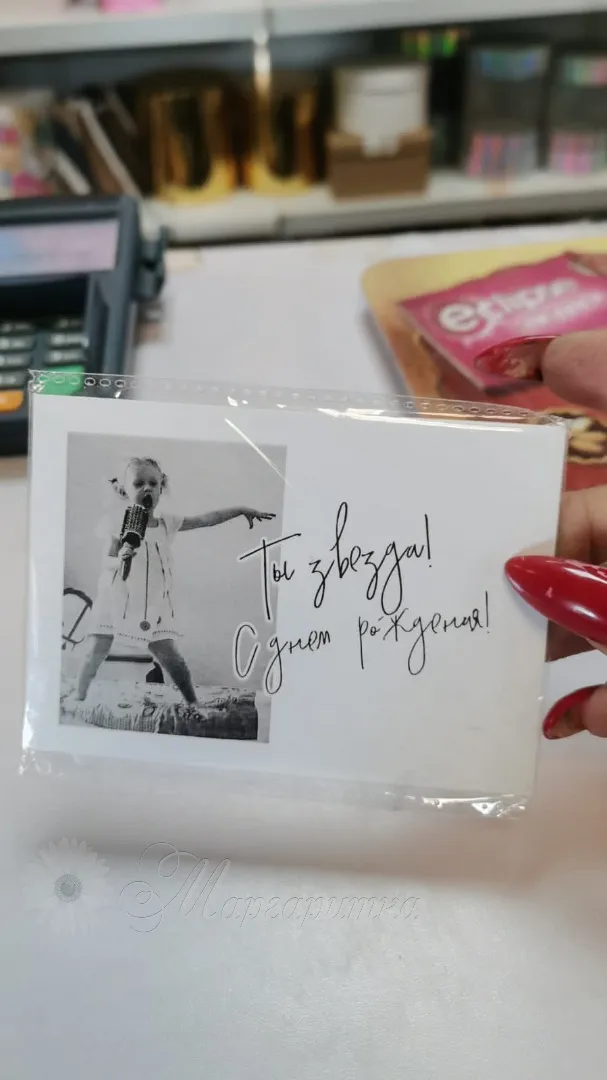 Ты звезда!
С днем рождения!
Маргаритка